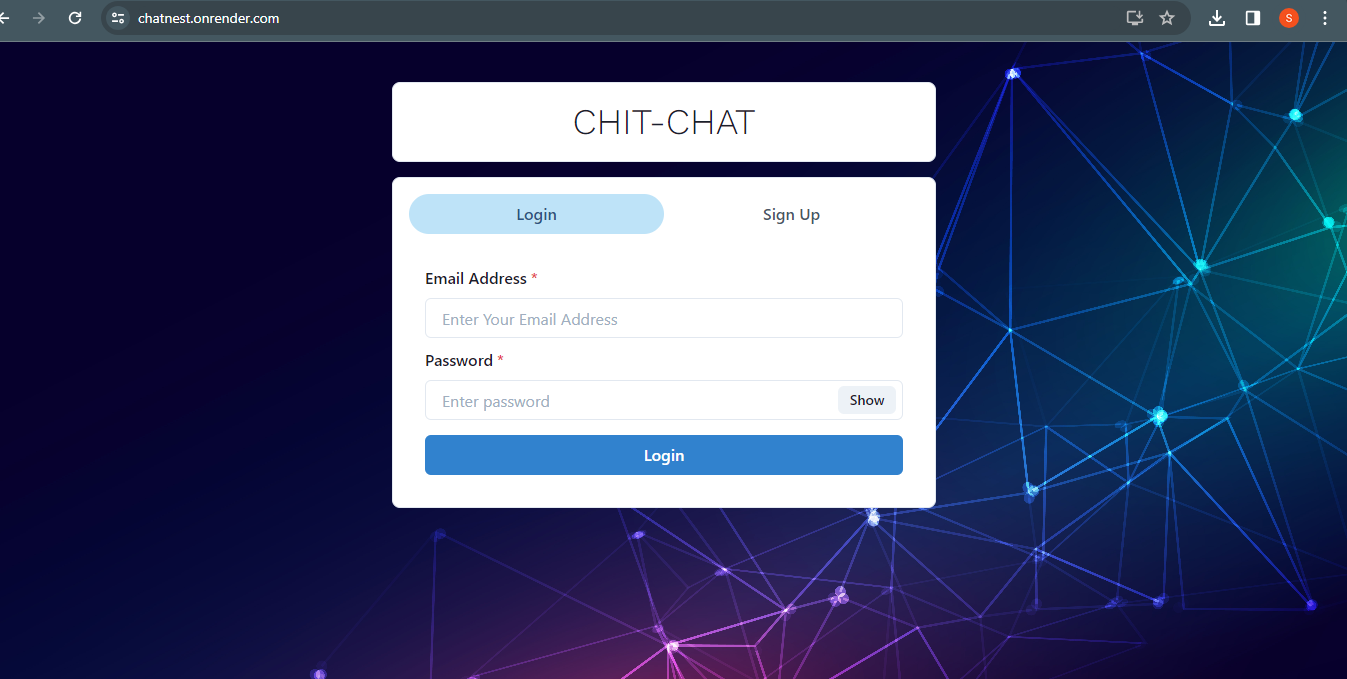 chatnest.onrender.com
S
CHIT-CHAT
Login Sign Up
Email Address *
Enter Your Email Address
Password *
Enter password Show
Login